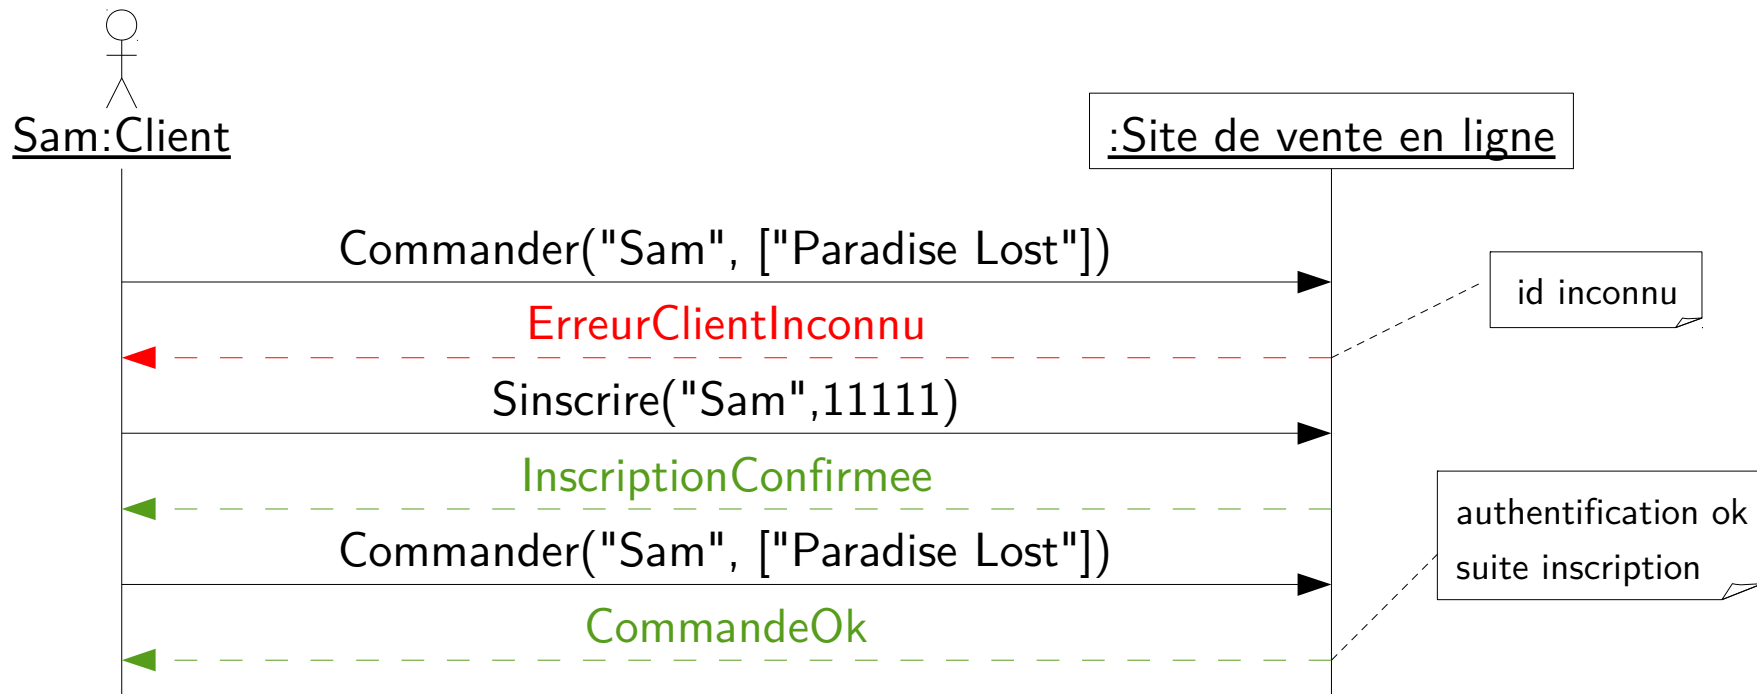 Sam:Client
:Site de vente en ligne
Commander("Sam", ["Paradise Lost"])
id inconnu
ErreurClientInconnu
Sinscrire("Sam",11111)
InscriptionConfirmee
authentification ok
suite inscription
Commander("Sam", ["Paradise Lost"])
CommandeOk